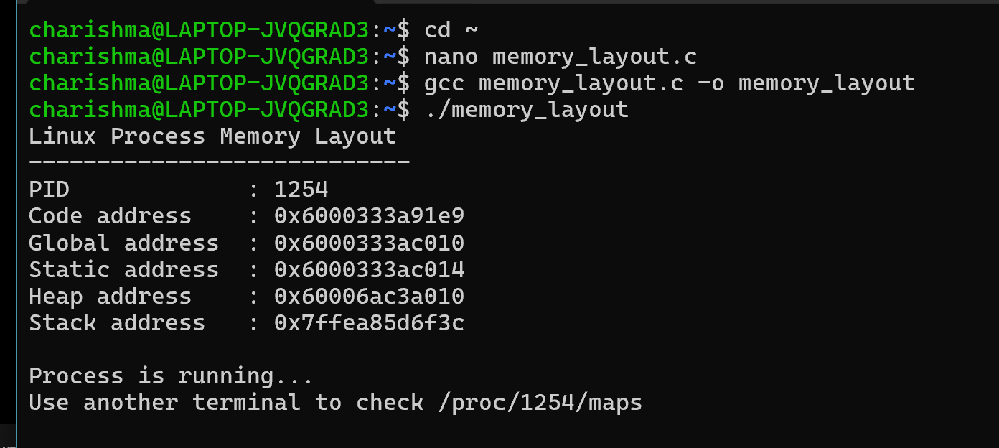 charishma@LAPTOP-JVQGRAD3:~$ cd ~
charishma@LAPTOP-JVQGRAD3:~$ nano memory_layout.c
charishma@LAPTOP-JVQGRAD3:~$ gcc memory_layout.c -o memory_layout
charishma@LAPTOP-JVQGRAD3:~$ ./memory_layout
Linux Process Memory Layout
----------------------------
PID             : 1254
Code address    : 0x6000333a91e9
Global address  : 0x6000333ac010
Static address  : 0x6000333ac014
Heap address    : 0x60006ac3a010
Stack address   : 0x7ffea85d6f3c

Process is running...
Use another terminal to check /proc/1254/maps